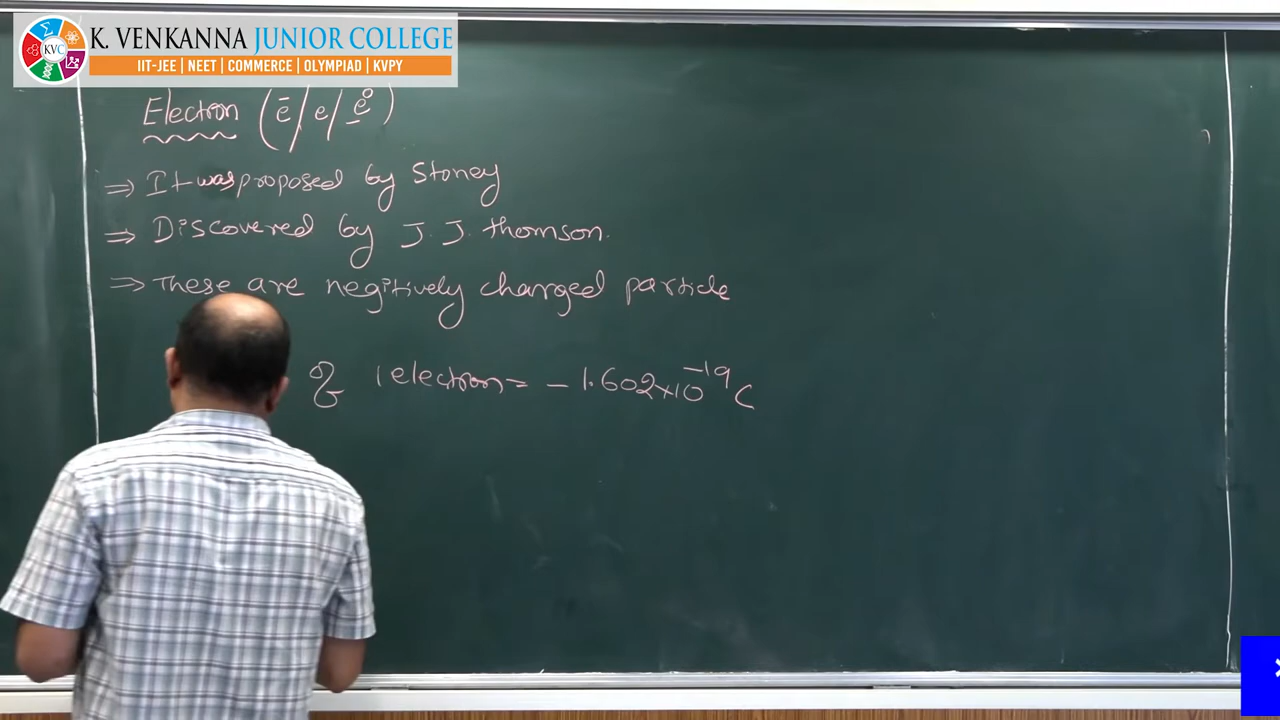 KVC
K. VENKANNA JUNIOR COLLEGE
IIT-JEE | NEET | COMMERCE | OLYMPIAD | KVPY
Electron (ē/e/₋e⁰)
⇒ It was proposed by Stoney
⇒ Discovered by J. J. thomson.
⇒ These are negitively charged particle
1 electron = – 1.602×10⁻¹⁹ C